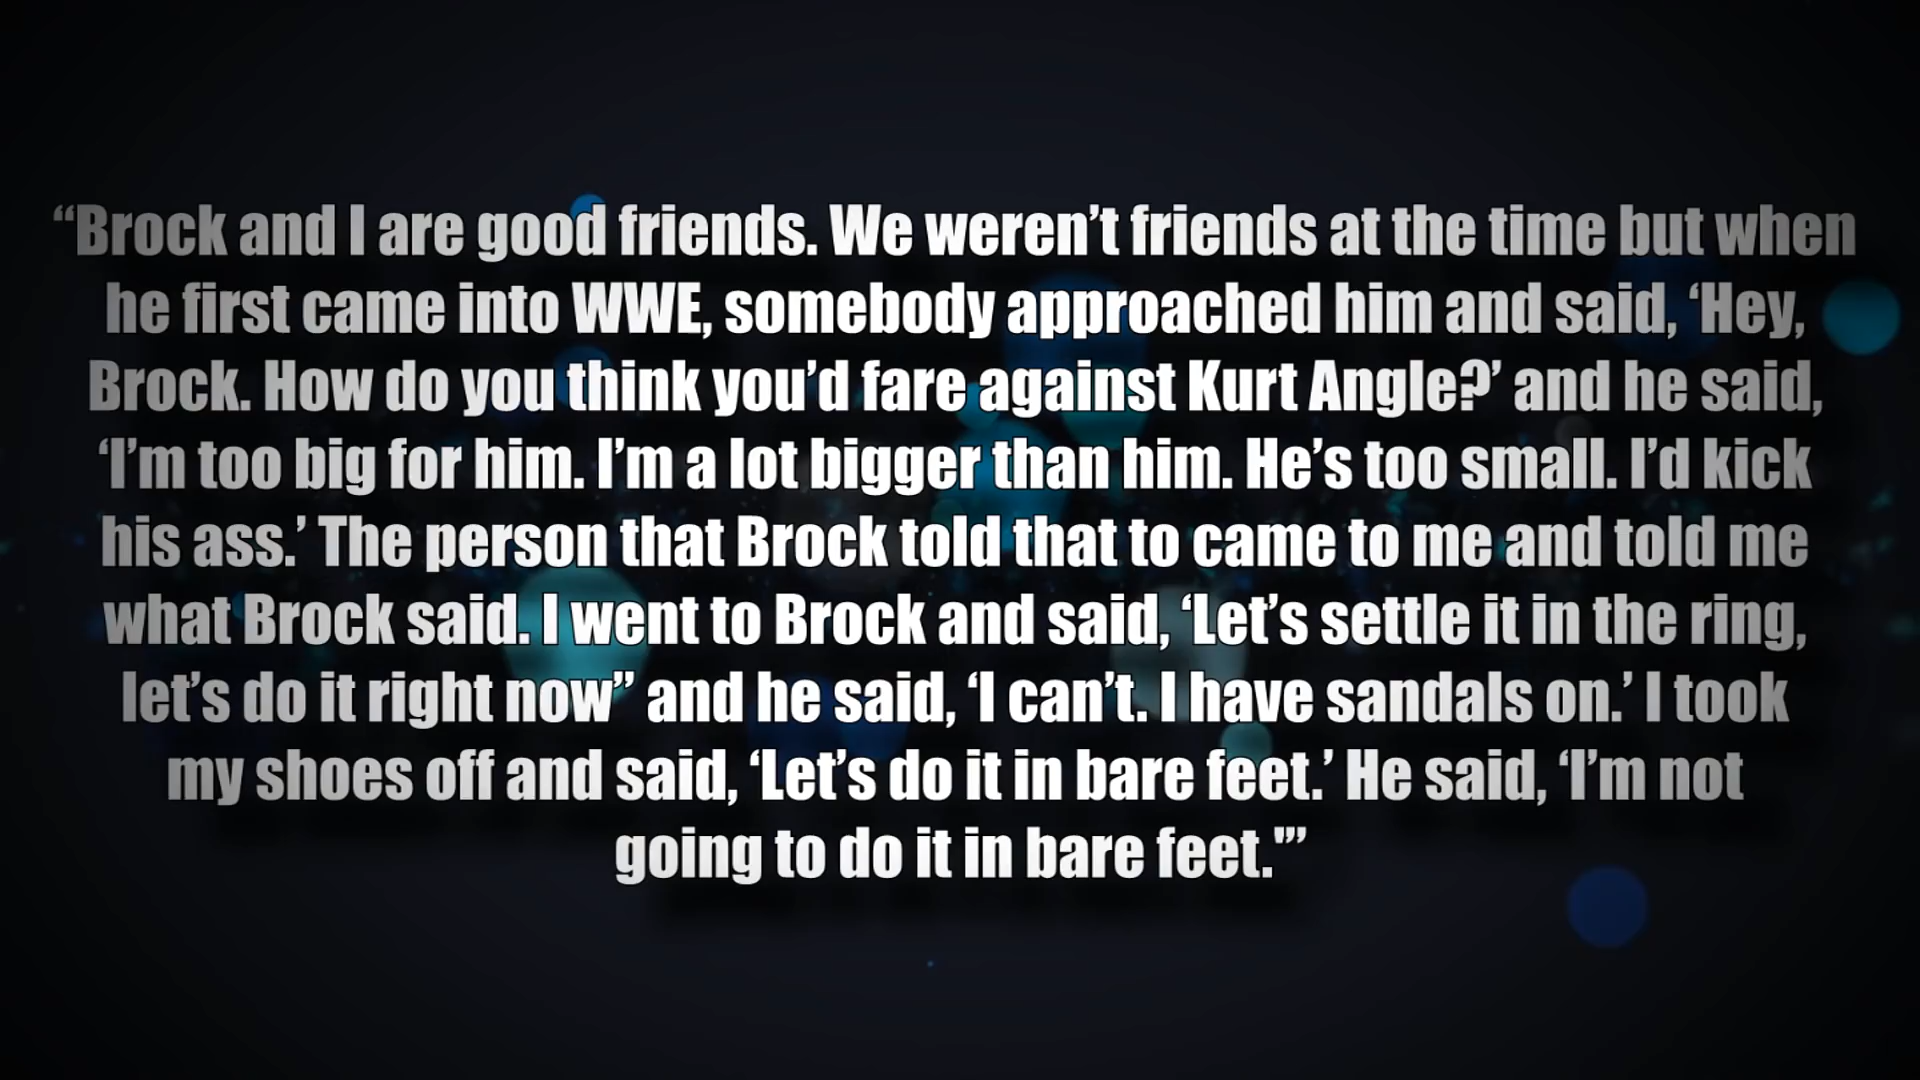 “Brock and I are good friends. We weren’t friends at the time but when
he first came into WWE, somebody approached him and said, ‘Hey,
Brock. How do you think you’d fare against Kurt Angle?’ and he said,
‘I’m too big for him. I’m a lot bigger than him. He’s too small. I’d kick
his ass.’ The person that Brock told that to came to me and told me
what Brock said. I went to Brock and said, ‘Let’s settle it in the ring,
let’s do it right now” and he said, ‘I can’t. I have sandals on.’ I took
my shoes off and said, ‘Let’s do it in bare feet.’ He said, ‘I’m not
going to do it in bare feet.'”